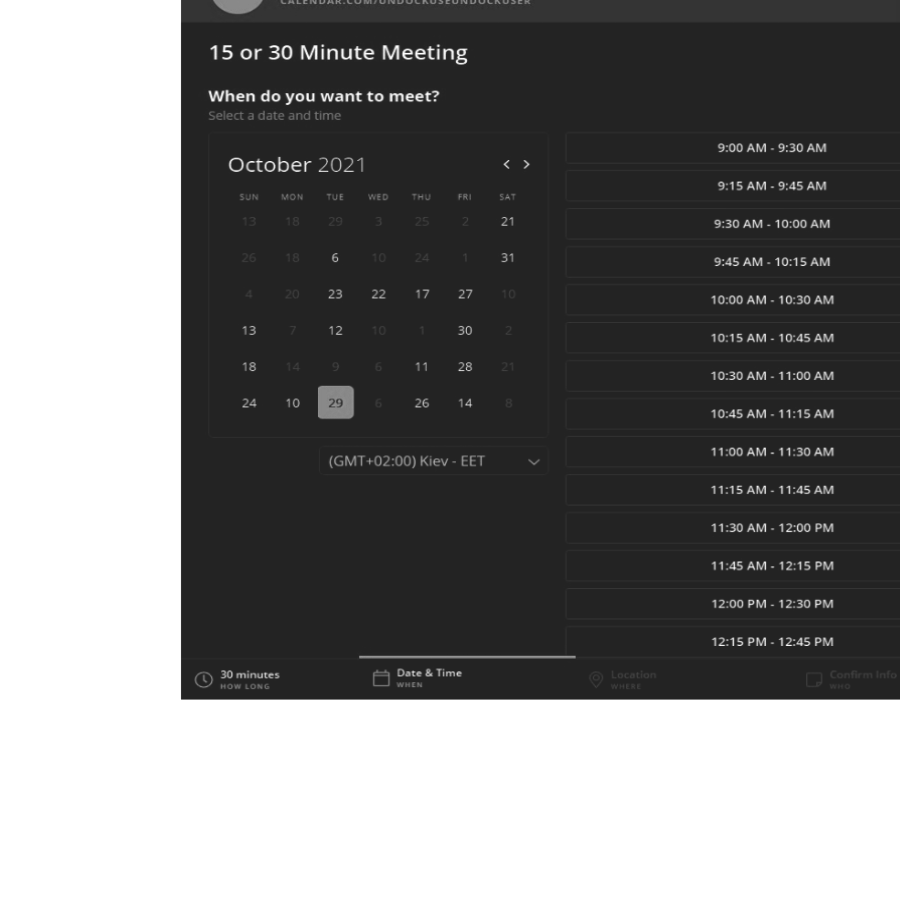 CALENDAR.COM/UNDOCKUSEUNDOCKUSER
15 or 30 Minute Meeting
When do you want to meet?
Select a date and time
October 2021 < >
SUN MON TUE WED THU FRI SAT
13 18 29 3 25 2 21
26 18 6 10 24 1 31
4 20 23 22 17 27 10
13 7 12 10 1 30 2
18 14 9 6 11 28 21
24 10 29 6 26 14 8
(GMT+02:00) Kiev - EET
9:00 AM - 9:30 AM
9:15 AM - 9:45 AM
9:30 AM - 10:00 AM
9:45 AM - 10:15 AM
10:00 AM - 10:30 AM
10:15 AM - 10:45 AM
10:30 AM - 11:00 AM
10:45 AM - 11:15 AM
11:00 AM - 11:30 AM
11:15 AM - 11:45 AM
11:30 AM - 12:00 PM
11:45 AM - 12:15 PM
12:00 PM - 12:30 PM
12:15 PM - 12:45 PM
30 minutes
HOW LONG
Date & Time
WHEN
Location
WHERE
Confirm Info
WHO